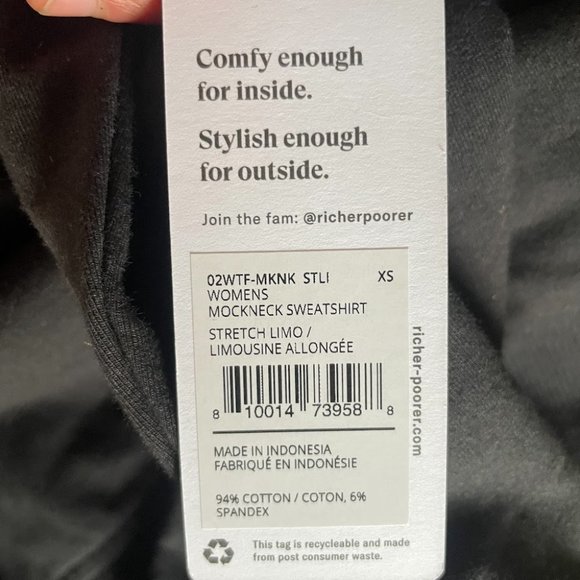 Comfy enough
for inside.
Stylish enough
for outside.
Join the fam: @richerpoorer
02WTF-MKNK STLI XS
WOMENS
MOCKNECK SWEATSHIRT
STRETCH LIMO /
LIMOUSINE ALLONGÉE
8 10014 73958 8
MADE IN INDONESIA
FABRIQUÉ EN INDONÉSIE
94% COTTON / COTON, 6%
SPANDEX
richer-poorer.com
This tag is recycleable and made
from post consumer waste.